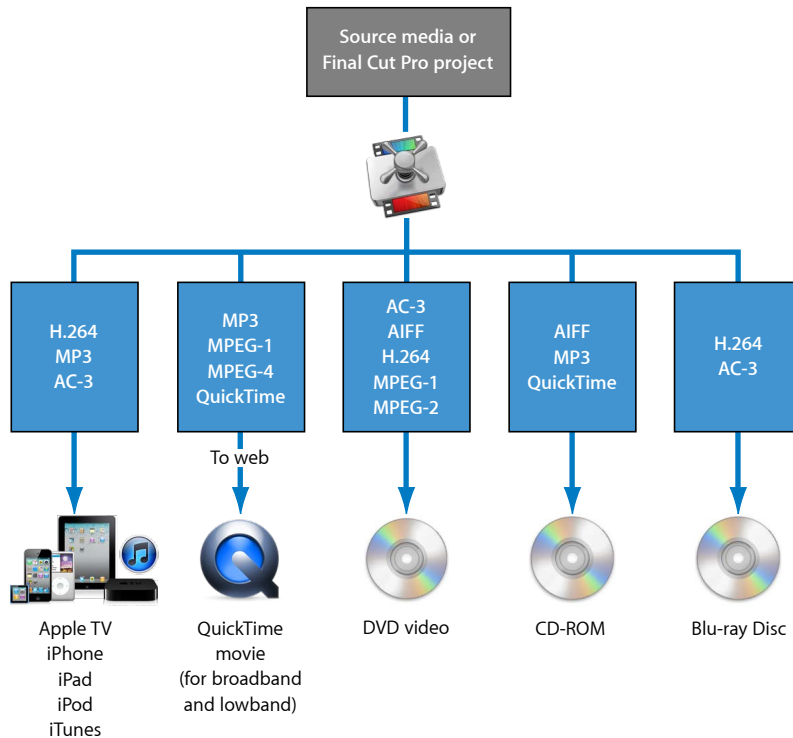 Source media or
Final Cut Pro project
H.264
MP3
AC-3
MP3
MPEG-1
MPEG-4
QuickTime
AC-3
AIFF
H.264
MPEG-1
MPEG-2
AIFF
MP3
QuickTime
H.264
AC-3
To web
Apple TV
iPhone
iPad
iPod
iTunes
QuickTime
movie
(for broadband
and lowband)
DVD video
CD-ROM
Blu-ray Disc